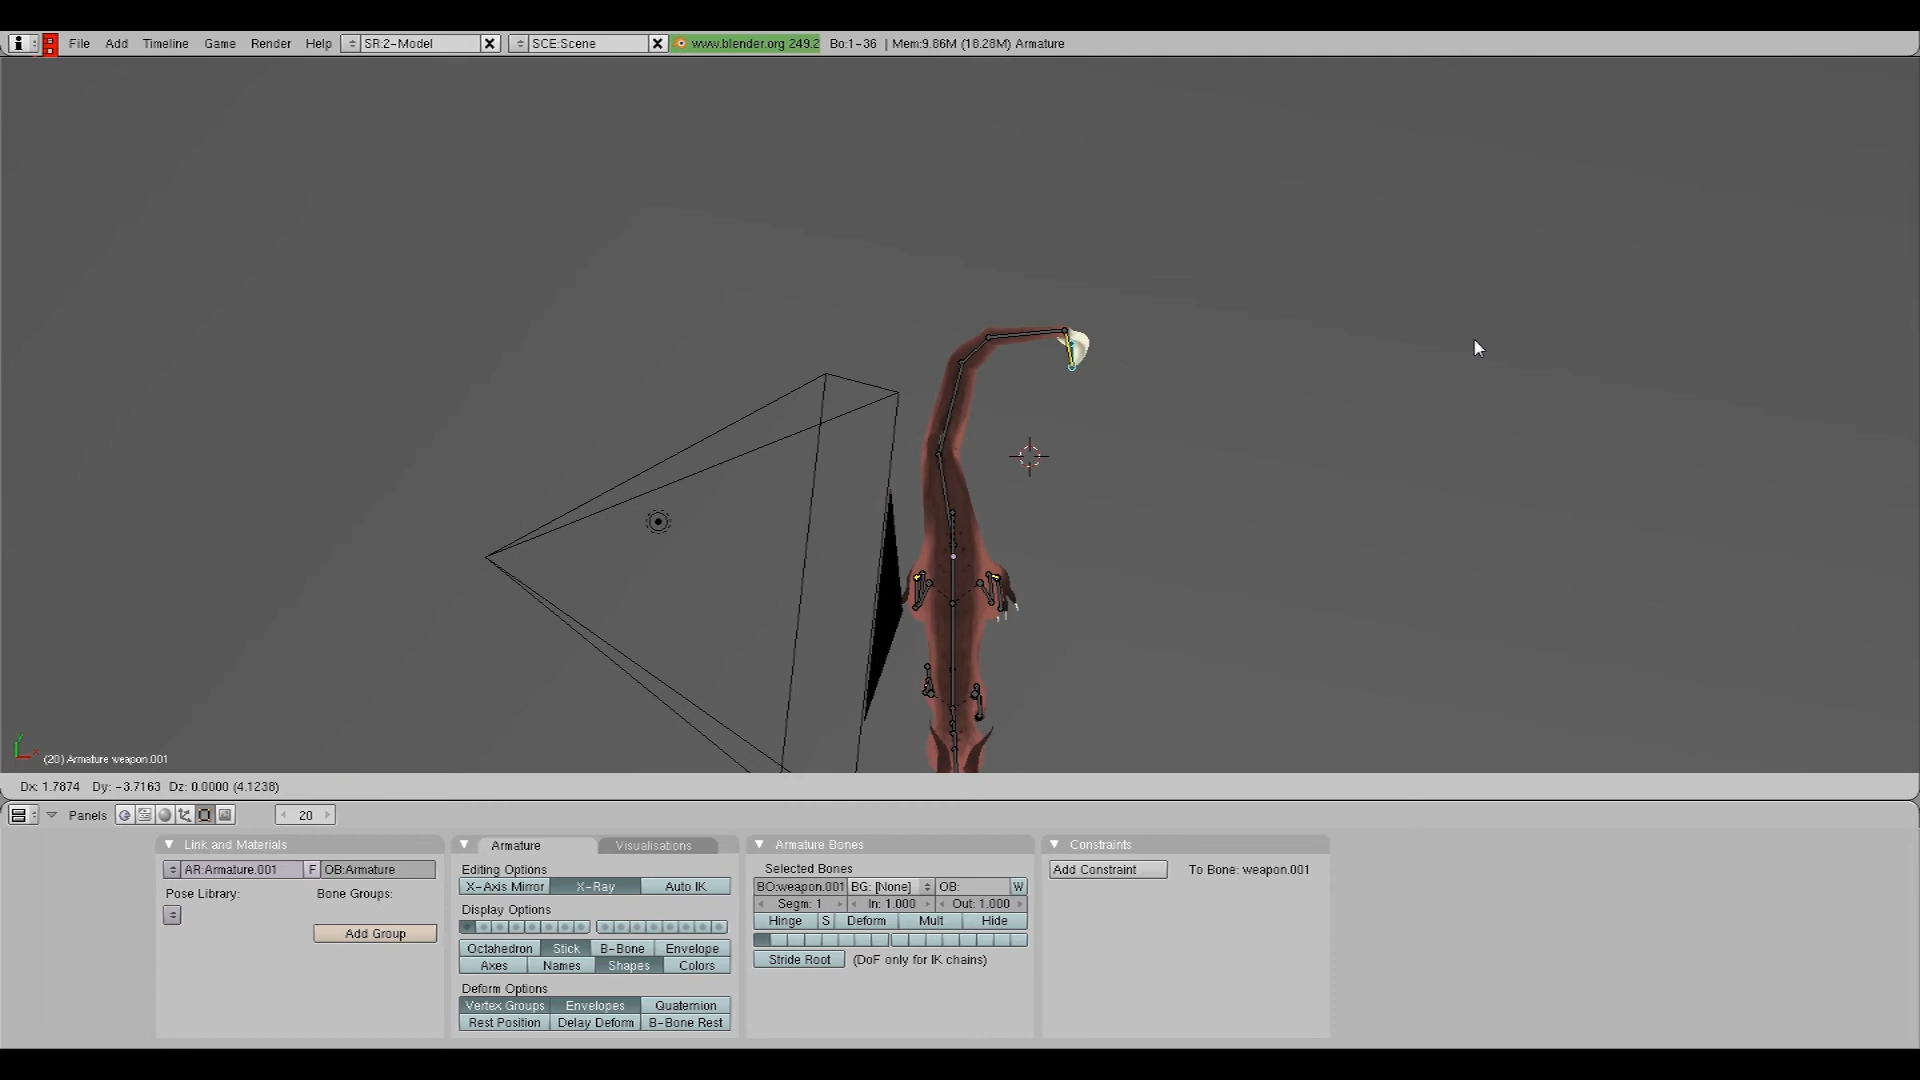 File Add Timeline Game Render Help SR:2-Model SCE:Scene www.blender.org 249.2 Bo:1-36 | Mem:9.86M (18.28M) Armature
(20) Armature weapon.001
Dx: 1.7874 Dy: -3.7163 Dz: 0.0000 (4.1238)
Panels 20
Link and Materials
AR:Armature.001 F OB:Armature
Pose Library: Bone Groups:
Add Group
Armature Visualisations
Editing Options
X-Axis Mirror X-Ray Auto IK
Display Options
Octahedron Stick B-Bone Envelope
Axes Names Shapes Colors
Deform Options
Vertex Groups Envelopes Quaternion
Rest Position Delay Deform B-Bone Rest
Armature Bones
Selected Bones
BO:weapon.001 BG: [None] OB: W
Segm: 1 In: 1.000 Out: 1.000
Hinge S Deform Mult Hide
Stride Root (DoF only for IK chains)
Constraints
Add Constraint To Bone: weapon.001